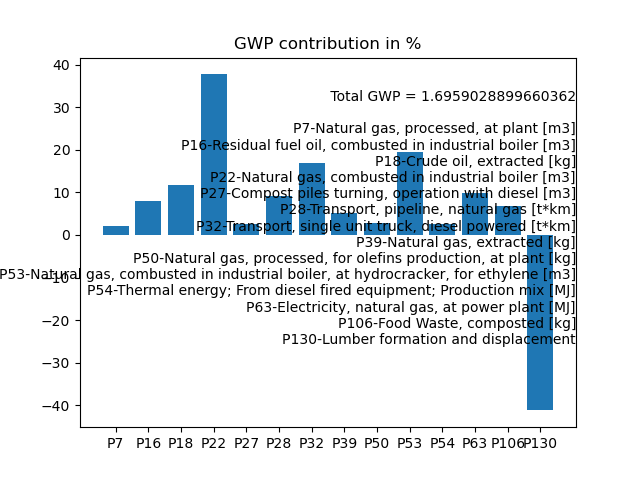 GWP contribution in %
40
30
20
10
0
−10
−20
−30
−40
Total GWP = 1.6959028899660362
P7-Natural gas, processed, at plant [m3]
P16-Residual fuel oil, combusted in industrial boiler [m3]
P18-Crude oil, extracted [kg]
P22-Natural gas, combusted in industrial boiler [m3]
P27-Compost piles turning, operation with diesel [m3]
P28-Transport, pipeline, natural gas [t*km]
P32-Transport, single unit truck, diesel powered [t*km]
P39-Natural gas, extracted [kg]
P50-Natural gas, processed, for olefins production, at plant [kg]
P53-Natural gas, combusted in industrial boiler, at hydrocracker, for ethylene [m3]
P54-Thermal energy; From diesel fired equipment; Production mix [MJ]
P63-Electricity, natural gas, at power plant [MJ]
P106-Food Waste, composted [kg]
P130-Lumber formation and displacement
P7 P16 P18 P22 P27 P28 P32 P39 P50 P53 P54 P63 P106 P130